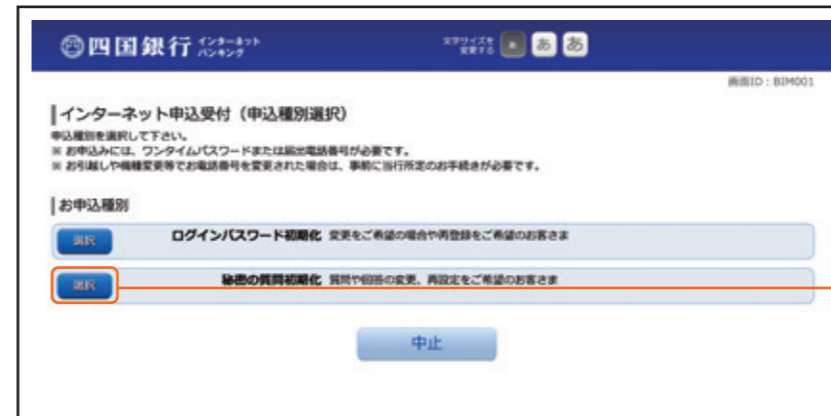 四国銀行 インターネットバンキング
文字サイズを変更する あ あ あ
画面ID：BIM001
インターネット申込受付（申込種別選択）
申込種別を選択して下さい。
※ お申込みには、ワンタイムパスワードまたは届出電話番号が必要です。
※ お引越しや機種変更等でお電話番号を変更された場合は、事前に当行所定のお手続きが必要です。
お申込種別
選択 ログインパスワード初期化 変更をご希望の場合や再登録をご希望のお客さま
選択 秘密の質問初期化 質問や回答の変更、再設定をご希望のお客さま
中止